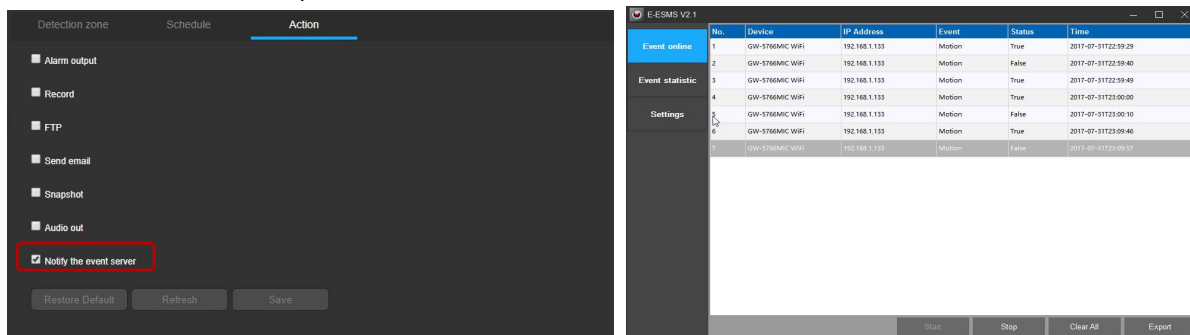 Detection zone Schedule Action
Alarm output
Record
FTP
Send email
Snapshot
Audio out
Notify the event server
Restore Default Refresh Save
E-ESMS V2.1
Event online
Event statistic
Settings
No. Device IP Address Event Status Time
1 GW-5766MIC WiFi 192.168.1.133 Motion True 2017-07-31T22:59:29
2 GW-5766MIC WiFi 192.168.1.133 Motion False 2017-07-31T22:59:40
3 GW-5766MIC WiFi 192.168.1.133 Motion True 2017-07-31T22:59:49
4 GW-5766MIC WiFi 192.168.1.133 Motion True 2017-07-31T23:00:00
5 GW-5766MIC WiFi 192.168.1.133 Motion False 2017-07-31T23:00:10
6 GW-5766MIC WiFi 192.168.1.133 Motion True 2017-07-31T23:09:46
7 GW-5766MIC WiFi 192.168.1.133 Motion False 2017-07-31T23:09:57
Start Stop Clear All Export